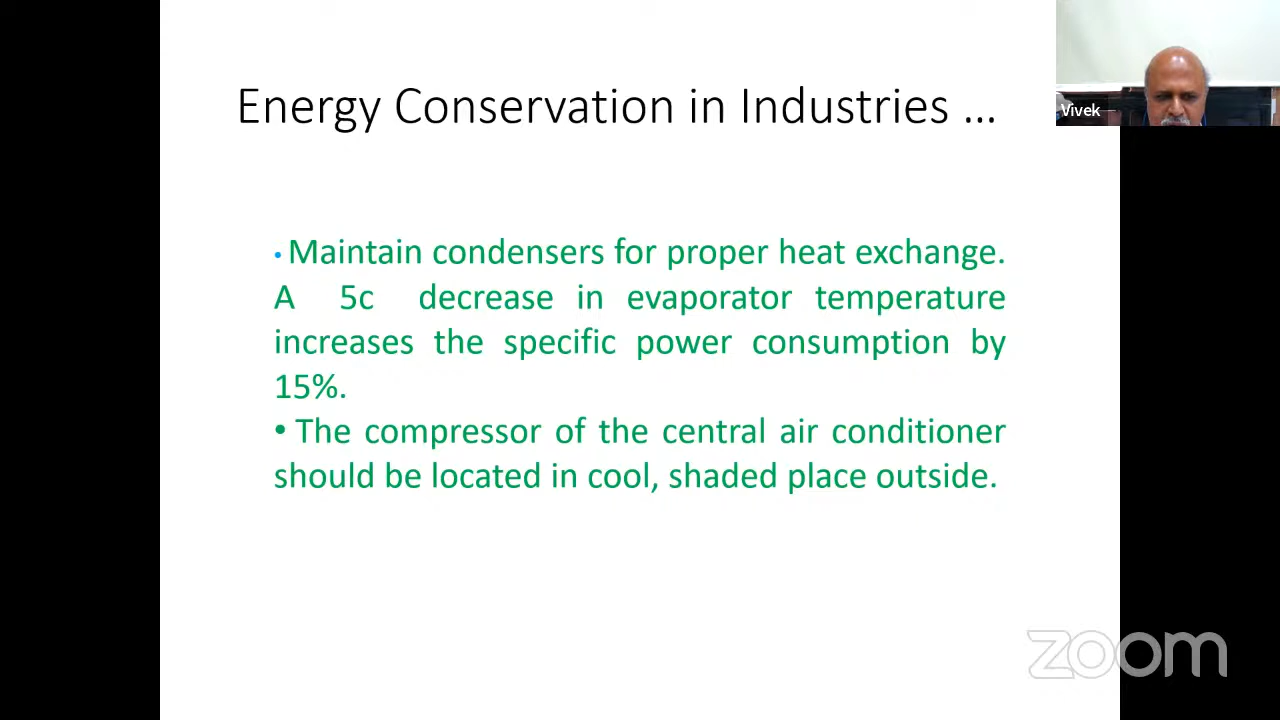 Energy Conservation in Industries ...
Vivek
• Maintain condensers for proper heat exchange.
A 5c decrease in evaporator temperature
increases the specific power consumption by
15%.
• The compressor of the central air conditioner
should be located in cool, shaded place outside.
zoom